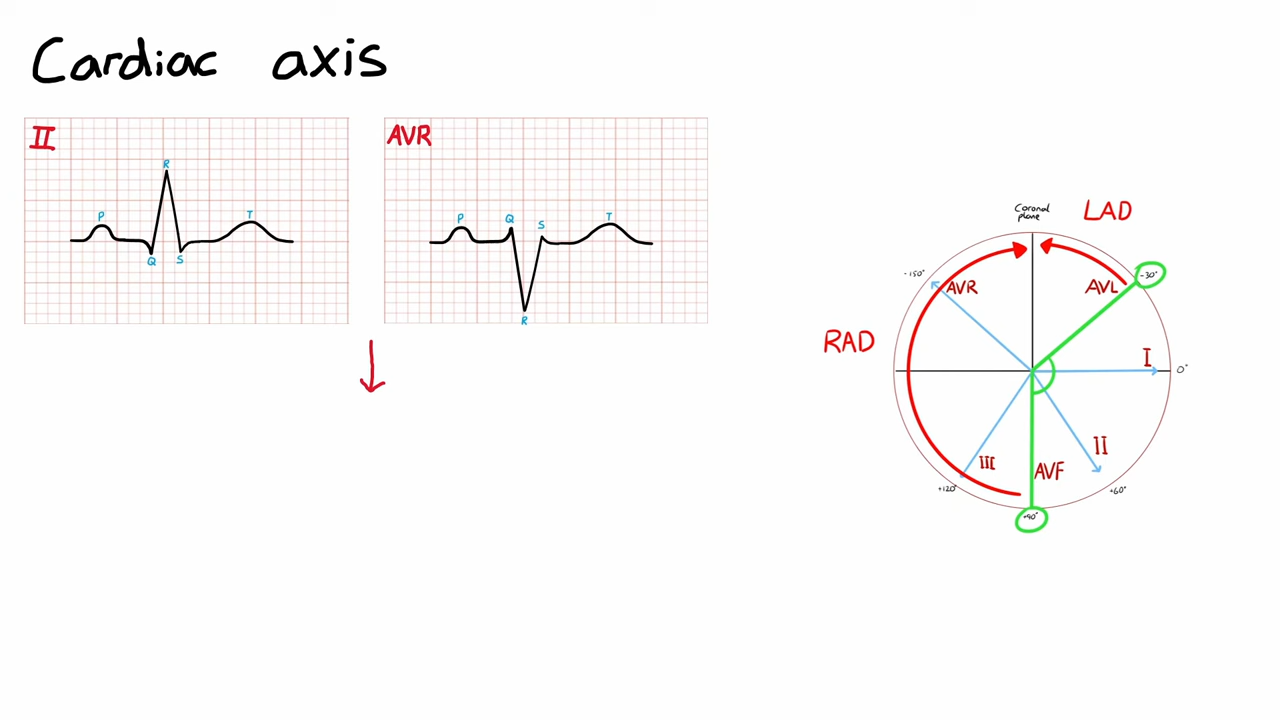 Cardiac axis
II
R
P
T
Q
S
AVR
P
Q
S
T
R
Coronal
plane
LAD
-150°
-30°
AVR
AVL
RAD
I
0°
II
III
AVF
+120°
+60°
+90°